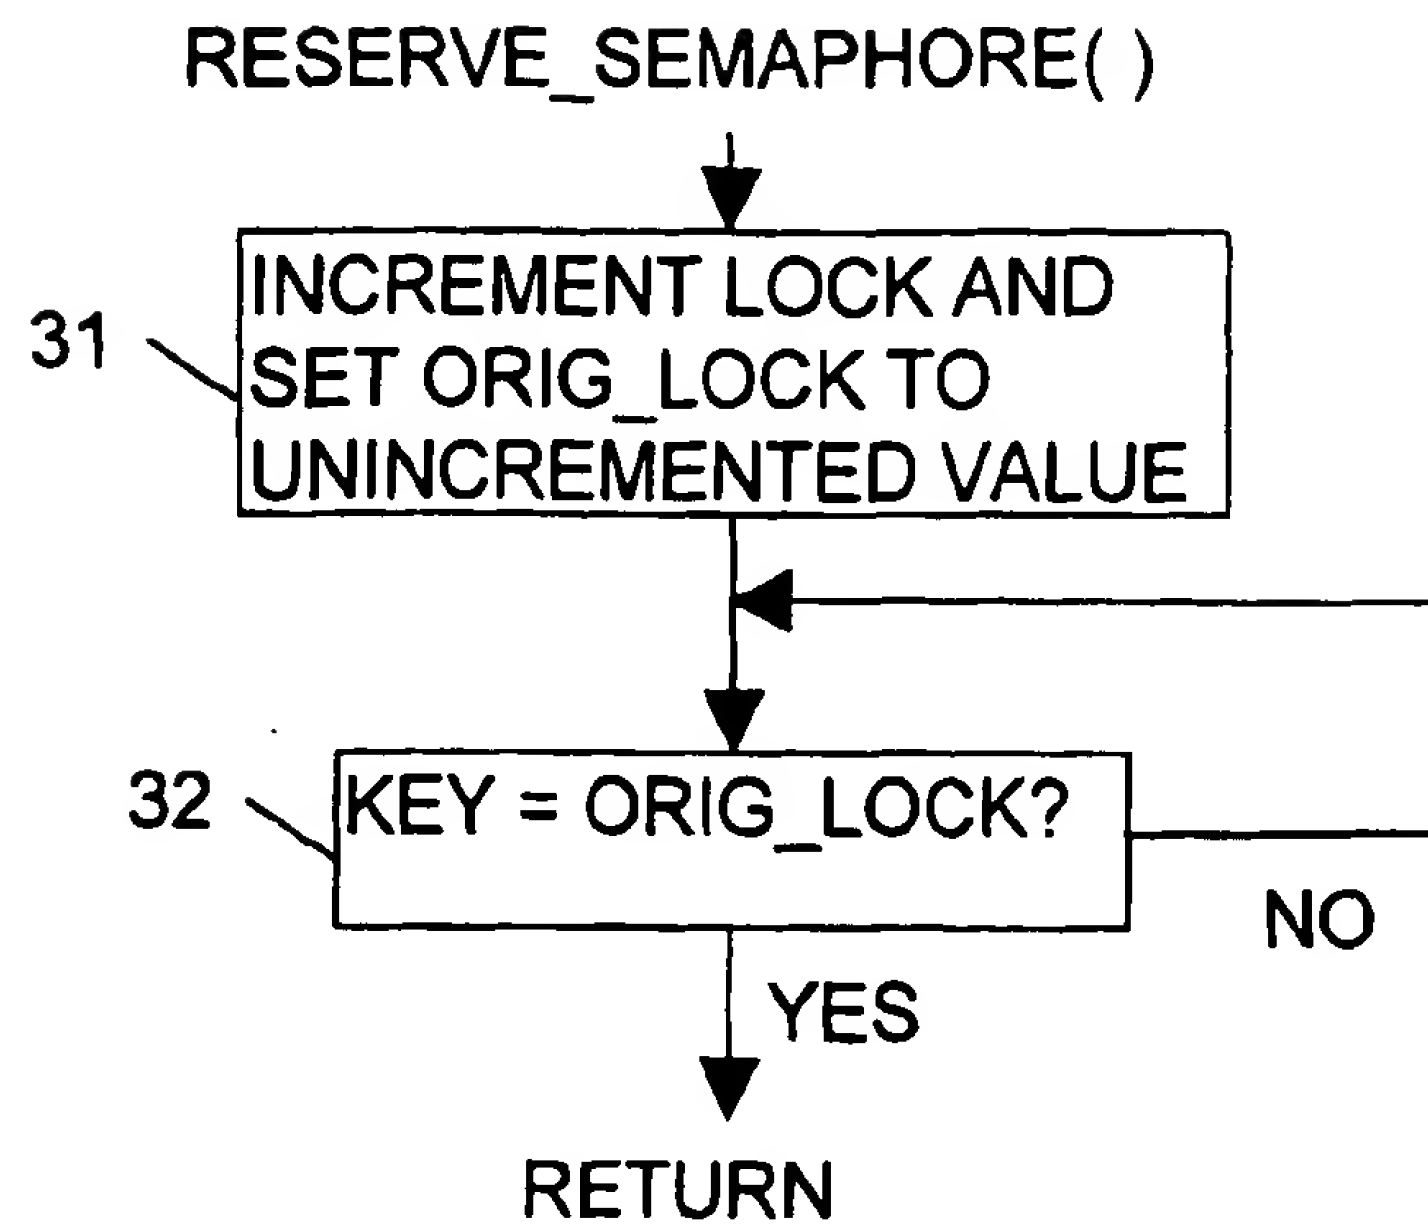 RESERVE_SEMAPHORE( )
31
INCREMENT LOCK AND
SET ORIG_LOCK TO
UNINCREMENTED VALUE
32
KEY = ORIG_LOCK?
NO
YES
RETURN